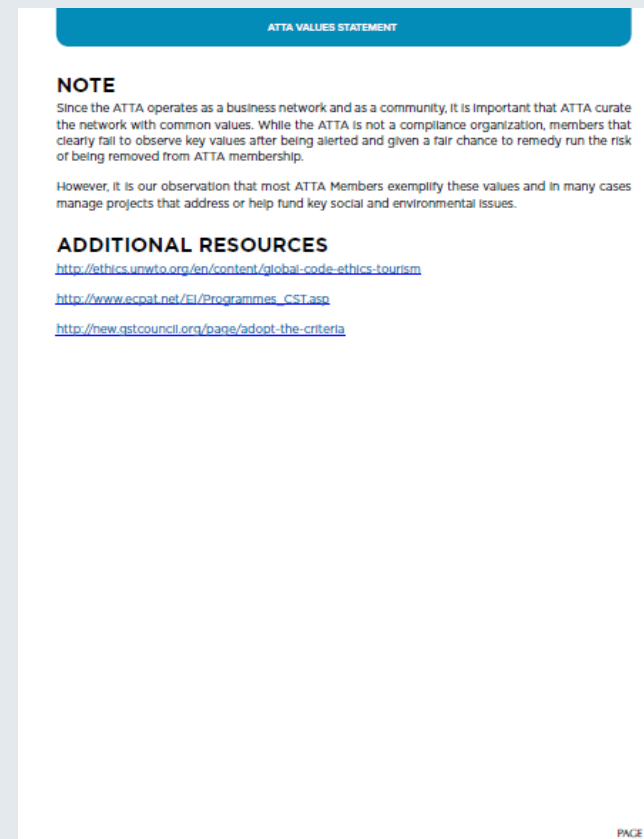 ATTA VALUES STATEMENT
NOTE
Since the ATTA operates as a business network and as a community, it is important that ATTA curate
the network with common values. While the ATTA is not a compliance organization, members that
clearly fail to observe key values after being alerted and given a fair chance to remedy run the risk
of being removed from ATTA membership.
However, it is our observation that most ATTA Members exemplify these values and in many cases
manage projects that address or help fund key social and environmental issues.
ADDITIONAL RESOURCES
http://ethics.unwto.org/en/content/global-code-ethics-tourism
http://www.ecpat.net/EI/Programmes_CST.asp
http://new.gstcouncil.org/page/adopt-the-criteria
PAGE